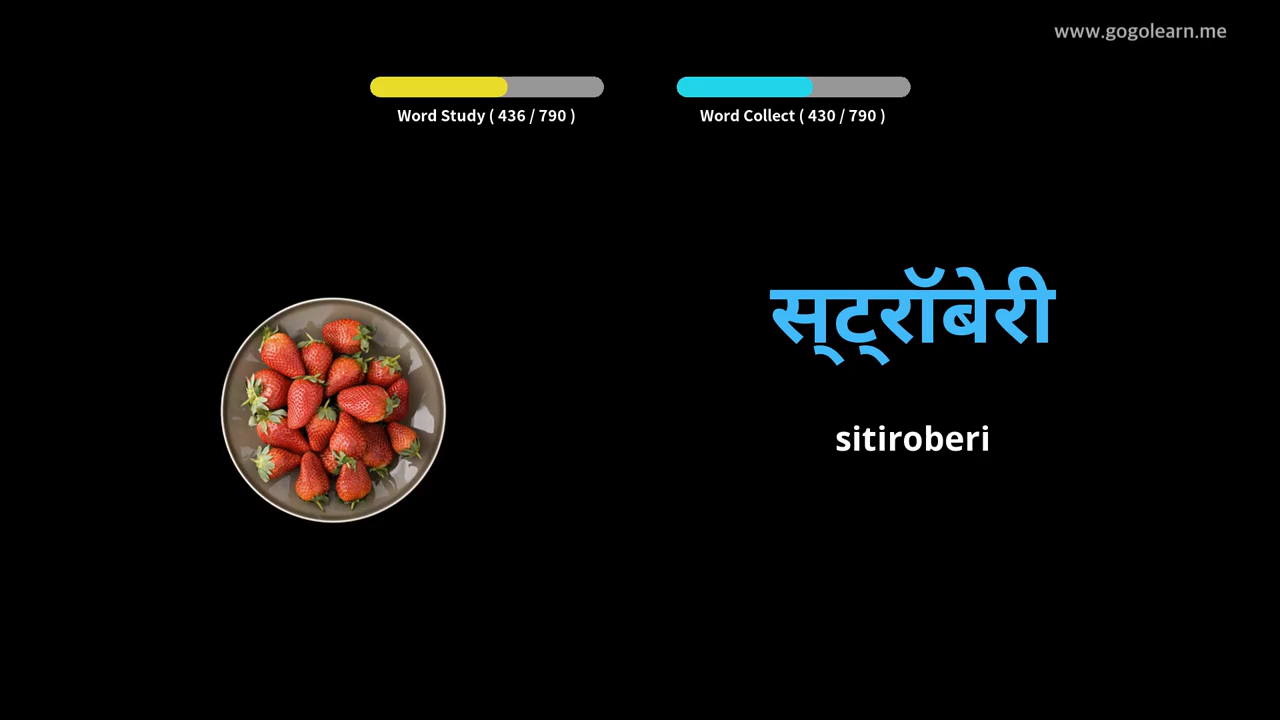 www.gogolearn.me
Word Study ( 436 / 790 )
Word Collect ( 430 / 790 )
स्‌ट्‌रॉबेरी
sitiroberi